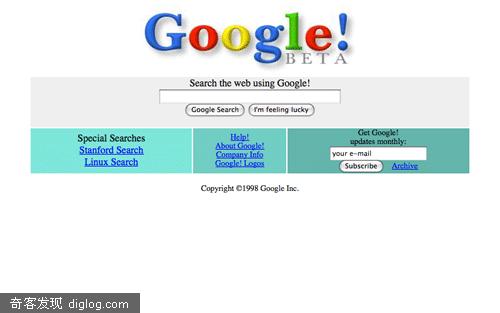 Google!
BETA
Search the web using Google!
Google Search I'm feeling lucky
Special Searches
Stanford Search
Linux Search
Help!
About Google!
Company Info
Google! Logos
Get Google!
updates monthly:
your e-mail
Subscribe Archive
Copyright ©1998 Google Inc.
奇客发现 diglog.com